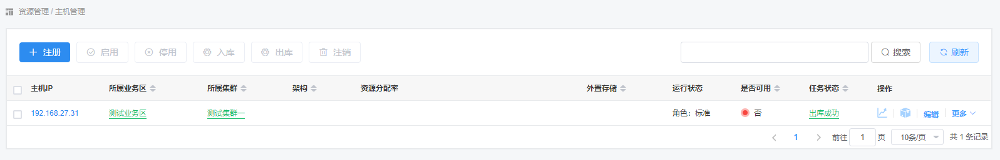 资源管理 / 主机管理
注册 启用 停用 入库 出库 注销 搜索 刷新
主机IP 所属业务区 所属集群 架构 资源分配率 外置存储 运行状态 是否可用 任务状态 操作
192.168.27.31 测试业务区 测试集群一 角色：标准 否 出库成功 编辑 更多
1 前往 1 页 10条/页 共 1 条记录